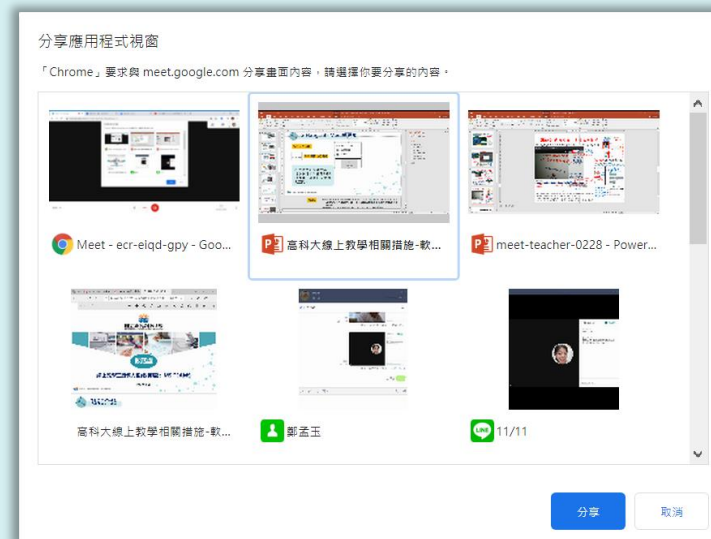 分享應用程式視窗
「Chrome」要求與 meet.google.com 分享畫面內容，請選擇你要分享的內容。
Meet - ecr-eiqd-gpy - Goo...
高科大線上教學相關措施-軟...
meet-teacher-0228 - Power...
高科大線上教學相關措施-軟...
鄭孟玉
LINE
11/11
分享
取消